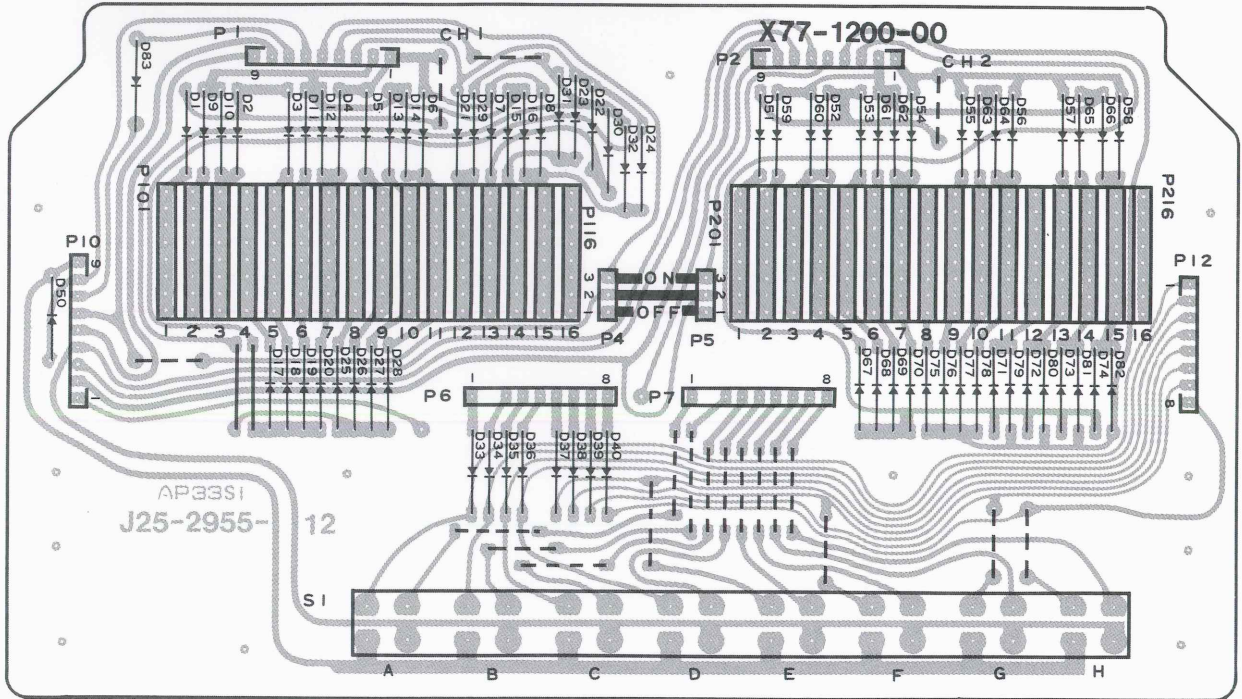 X77-1200-00
P1
CH1
P2
CH2
9
1
9
1
D83
D1
D9
D10
D2
D3
D11
D12
D4
D5
D13
D14
D6
D21
D29
D7
D15
D16
D8
D31
D23
D22
D30
D32
D24
D51
D59
D60
D52
D53
D61
D62
D54
D55
D63
D64
D56
D57
D65
D66
D58
P101
P116
P201
P216
P10
9
1
D50
P12
1
8
3
2
1
ON
OFF
3
2
1
P4
P5
1 2 3 4 5 6 7 8 9 10 11 12 13 14 15 16
1 2 3 4 5 6 7 8 9 10 11 12 13 14 15 16
D17
D18
D19
D20
D25
D26
D27
D28
D67
D68
D69
D70
D75
D76
D77
D78
D71
D79
D72
D80
D73
D81
D74
D82
P6
1
8
P7
1
8
D33
D34
D35
D36
D37
D38
D39
D40
AP33S1
J25-2955- 12
S1
A B C D E F G H